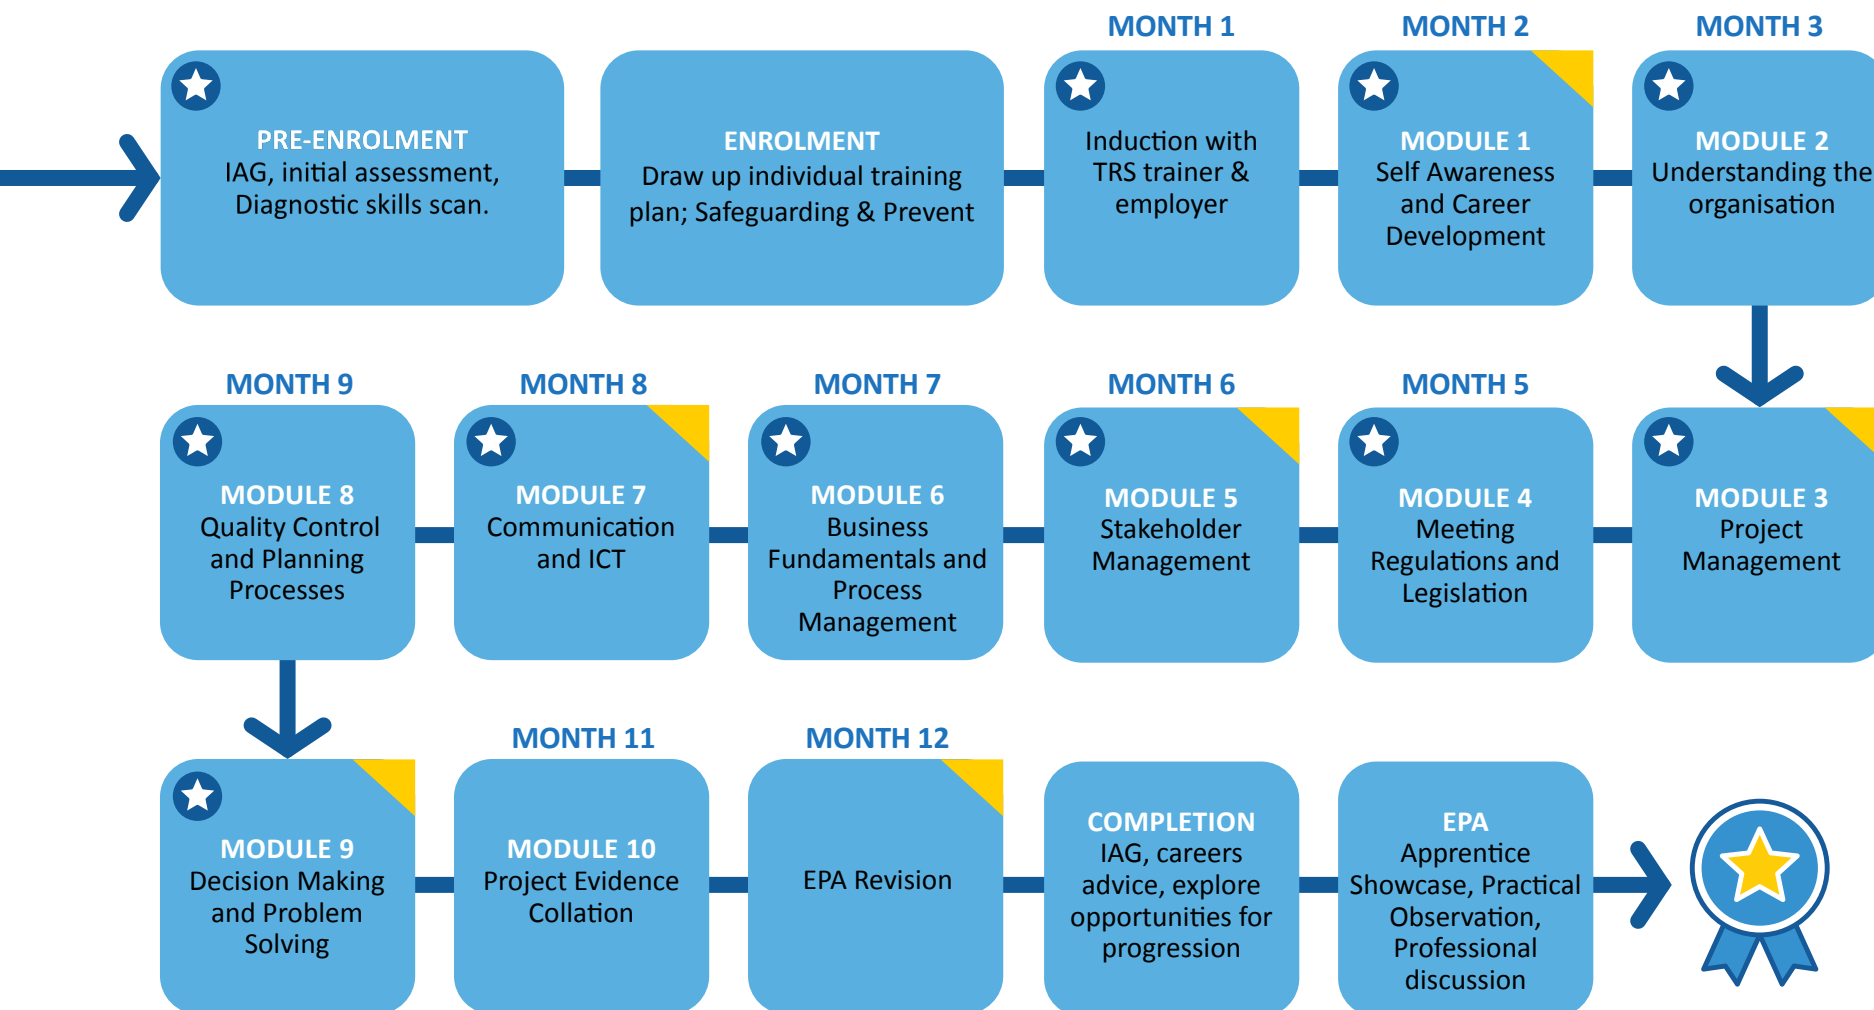 PRE-ENROLMENT
IAG, initial assessment,
Diagnostic skills scan.
ENROLMENT
Draw up individual training
plan; Safeguarding & Prevent
MONTH 1
Induction with
TRS trainer &
employer
MONTH 2
MODULE 1
Self Awareness
and Career
Development
MONTH 3
MODULE 2
Understanding the
organisation
MODULE 3
Project
Management
MONTH 5
MODULE 4
Meeting
Regulations and
Legislation
MONTH 6
MODULE 5
Stakeholder
Management
MONTH 7
MODULE 6
Business
Fundamentals and
Process
Management
MONTH 8
MODULE 7
Communication
and ICT
MONTH 9
MODULE 8
Quality Control
and Planning
Processes
MODULE 9
Decision Making
and Problem
Solving
MONTH 11
MODULE 10
Project Evidence
Collation
MONTH 12
EPA Revision
COMPLETION
IAG, careers
advice, explore
opportunities for
progression
EPA
Apprentice
Showcase, Practical
Observation,
Professional
discussion